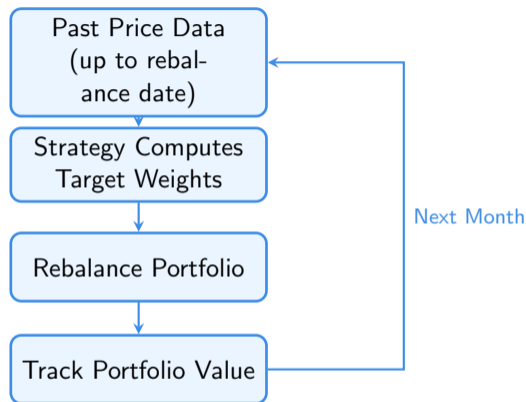 Past Price Data
(up to rebal-
ance date)
Strategy Computes
Target Weights
Next Month
Rebalance Portfolio
Track Portfolio Value